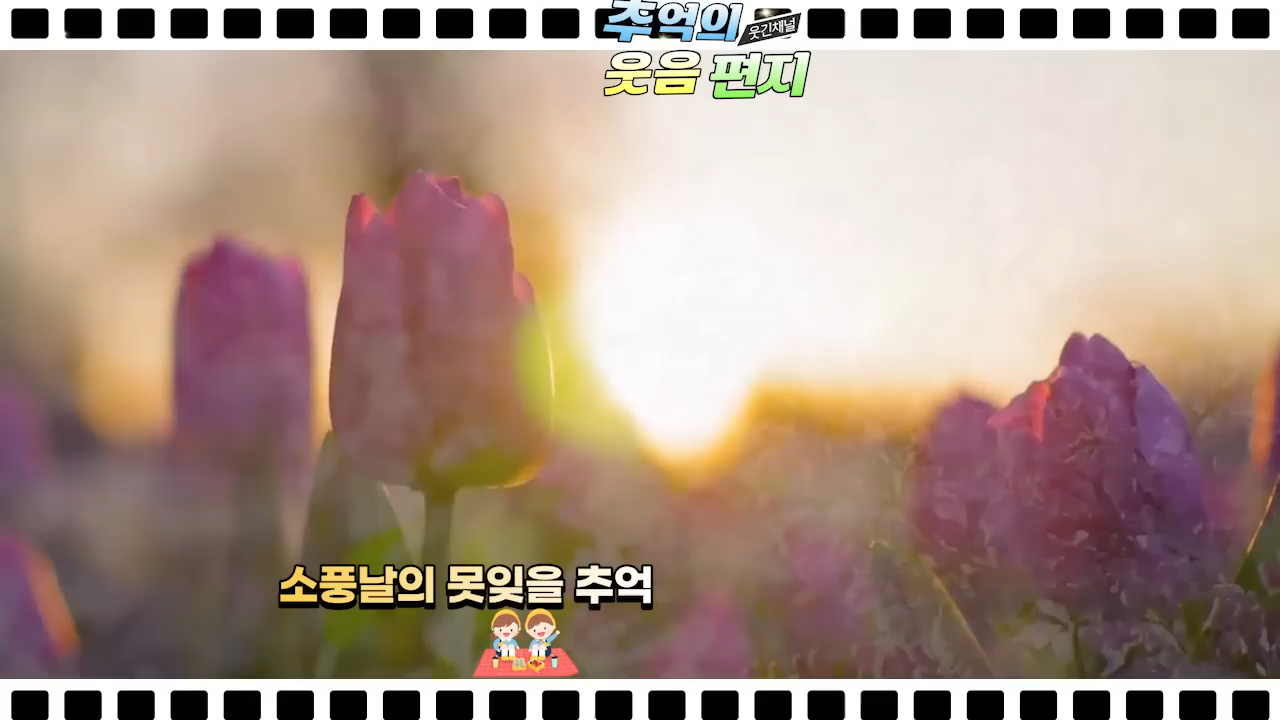 추억의
웃긴채널
웃음 편지
소풍날의 못잊을 추억